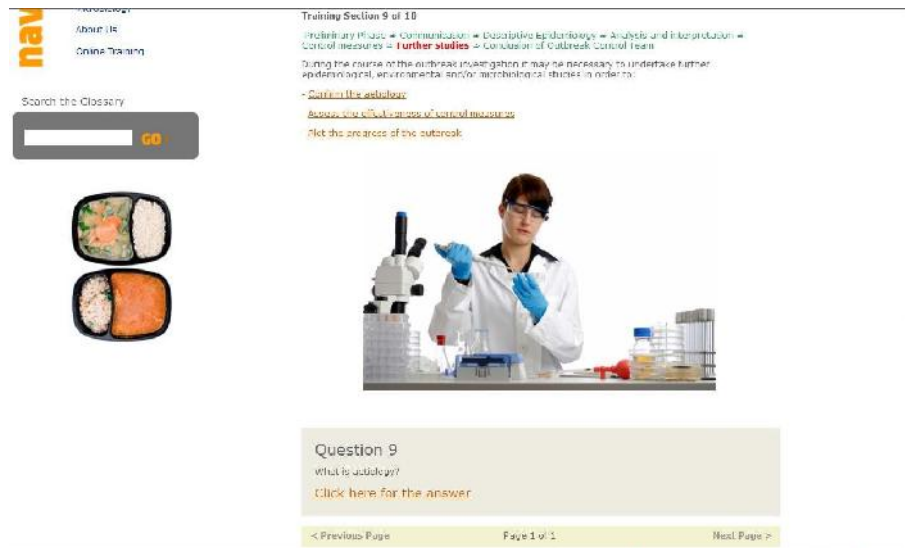 nav
Microbiology
About Us
Online Training
Search the Glossary
GO
Training Section 9 of 10
Preliminary Phase ⇒ Communication ⇒ Descriptive Epidemiology ⇒ Analysis and interpretation ⇒
Control measures ⇒ Further studies ⇒ Conclusion of Outbreak Control Team
During the course of the outbreak investigation it may be necessary to undertake further
epidemiological, environmental and/or microbiological studies in order to:
- Confirm the aetiology
Assess the effectiveness of control measures
Plot the progress of the outbreak
Question 9
What is aetiology?
Click here for the answer
< Previous Page Page 1 of 1 Next Page >